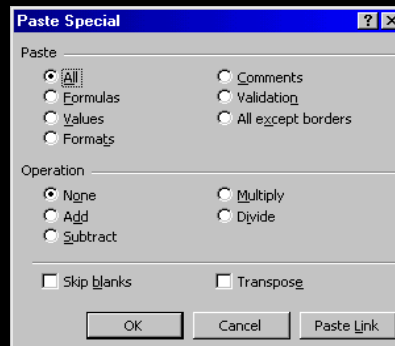 Paste Special
Paste
All
Comments
Formulas
Validation
Values
All except borders
Formats
Operation
None
Multiply
Add
Divide
Subtract
Skip blanks
Transpose
OK
Cancel
Paste Link